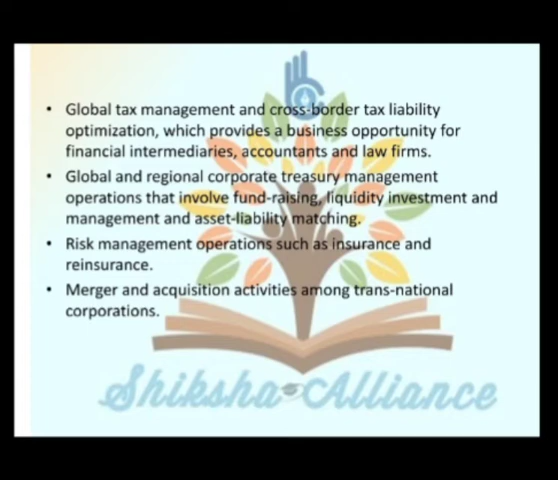 • Global tax management and cross-border tax liability
optimization, which provides a business opportunity for
financial intermediaries, accountants and law firms.
• Global and regional corporate treasury management
operations that involve fund-raising, liquidity investment and
management and asset-liability matching.
• Risk management operations such as insurance and
reinsurance.
• Merger and acquisition activities among trans-national
corporations.
Shiksha Alliance